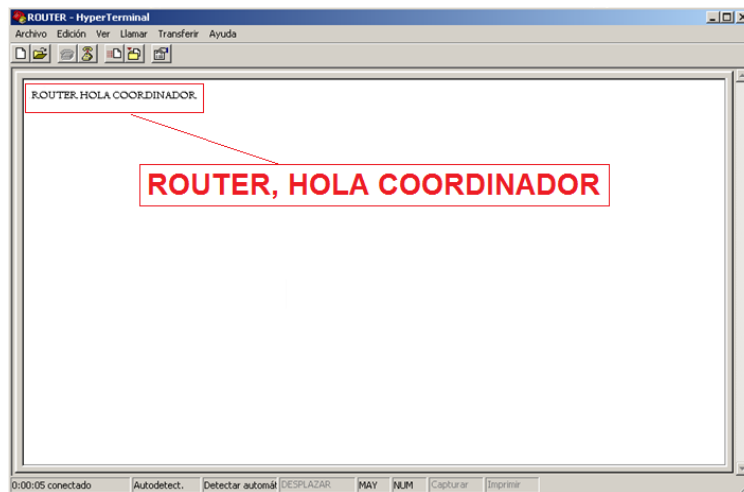 ROUTER - HyperTerminal
Archivo Edición Ver Llamar Transferir Ayuda
ROUTER HOLA COORDINADOR
ROUTER, HOLA COORDINADOR
0:00:05 conectado Autodetect. Detectar automát DESPLAZAR MAY NUM Capturar Imprimir